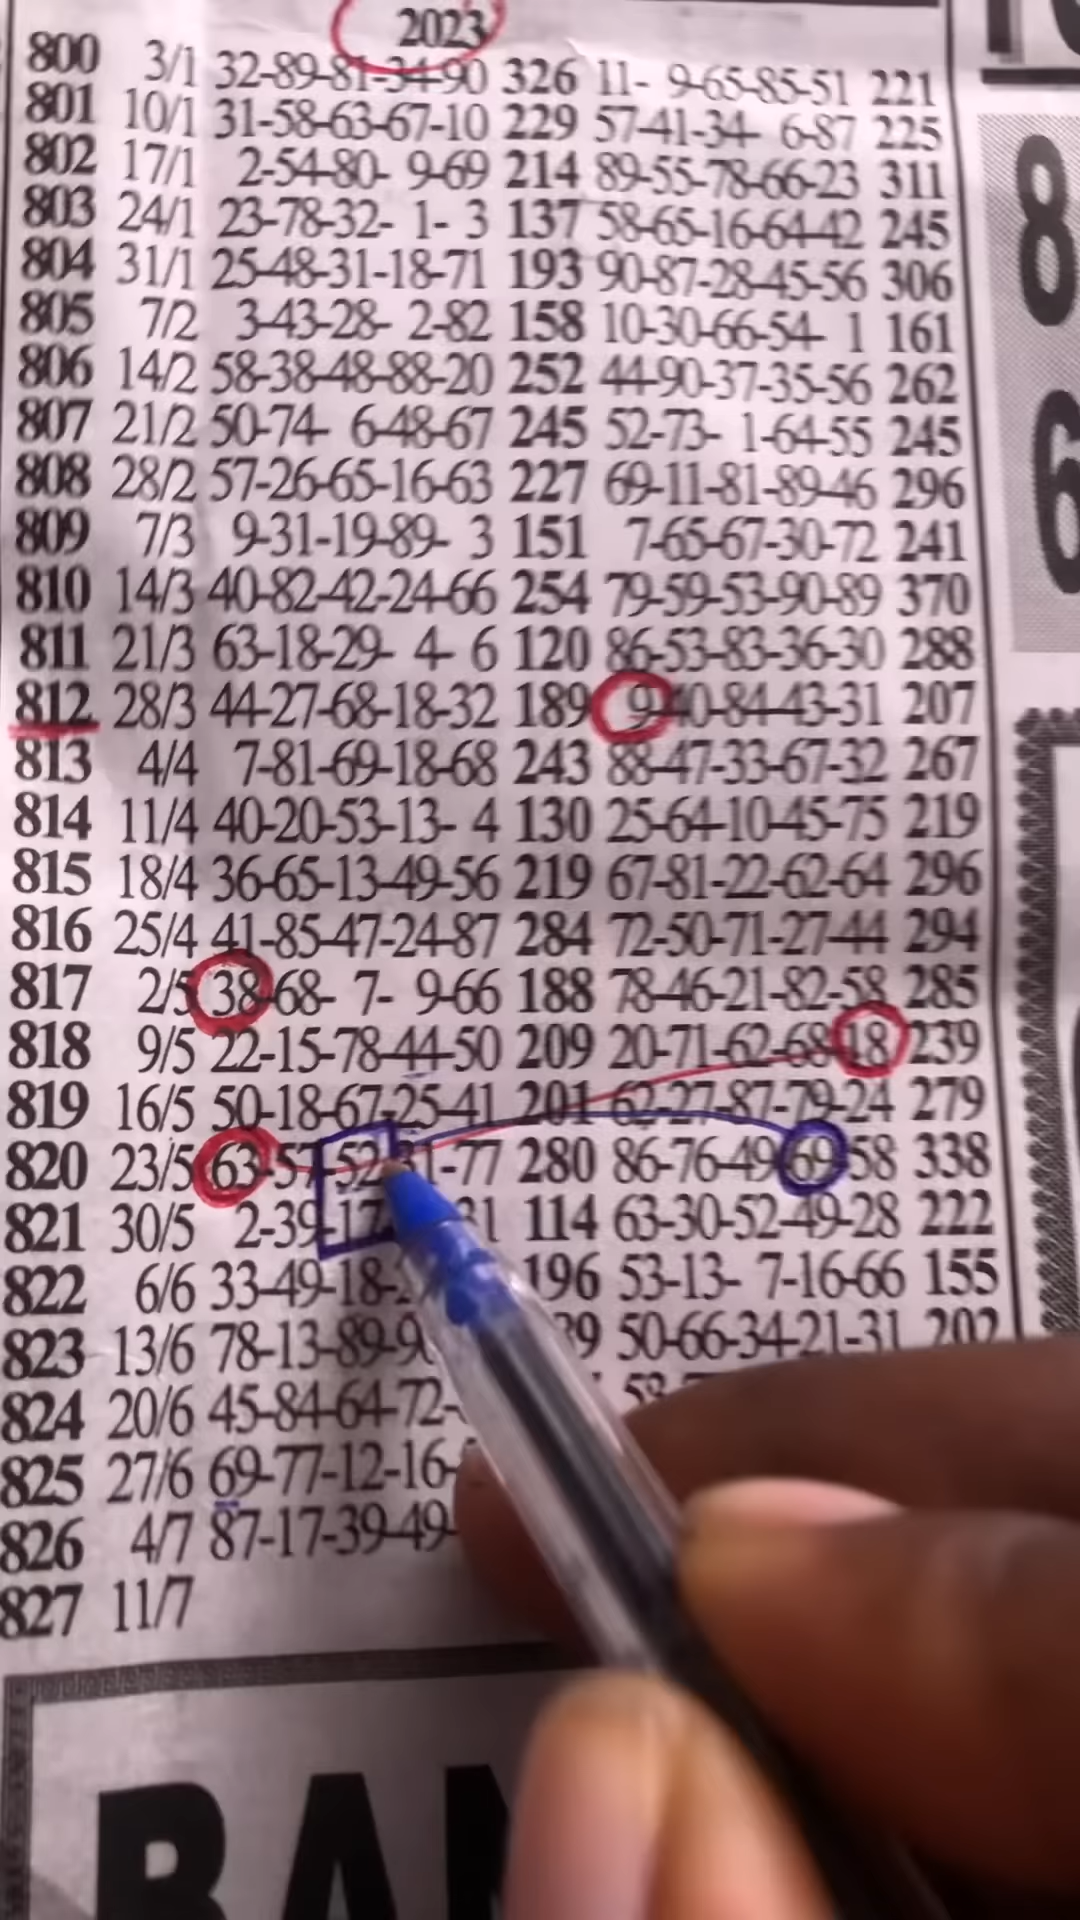 2023
800 3/1 32-89-81-34-90 326 11- 9-65-85-51 221
801 10/1 31-58-63-67-10 229 57-41-34- 6-87 225
802 17/1 2-54-80- 9-69 214 89-55-78-66-23 311
803 24/1 23-78-32- 1- 3 137 58-65-16-64-42 245
804 31/1 25-48-31-18-71 193 90-87-28-45-56 306
805 7/2 3-43-28- 2-82 158 10-30-66-54- 1 161
806 14/2 58-38-48-88-20 252 44-90-37-35-56 262
807 21/2 50-74- 6-48-67 245 52-73- 1-64-55 245
808 28/2 57-26-65-16-63 227 69-11-81-89-46 296
809 7/3 9-31-19-89- 3 151 7-65-67-30-72 241
810 14/3 40-82-42-24-66 254 79-59-53-90-89 370
811 21/3 63-18-29- 4- 6 120 86-53-83-36-30 288
812 28/3 44-27-68-18-32 189 9-40-84-43-31 207
813 4/4 7-81-69-18-68 243 88-47-33-67-32 267
814 11/4 40-20-53-13- 4 130 25-64-10-45-75 219
815 18/4 36-65-13-49-56 219 67-81-22-62-64 296
816 25/4 41-85-47-24-87 284 72-50-71-27-44 294
817 2/5 38-68- 7- 9-66 188 78-46-21-82-58 285
818 9/5 22-15-78-44-50 209 20-71-62-68-18 239
819 16/5 50-18-67-25-41 201 62-27-87-79-24 279
820 23/5 63-57-52-31-77 280 86-76-49-69-58 338
821 30/5 2-39-17 31 114 63-30-52-49-28 222
822 6/6 33-49-18- 196 53-13- 7-16-66 155
823 13/6 78-13-89-9 39 50-66-34-21-31 202
824 20/6 45-84-64-72-
825 27/6 69-77-12-16-
826 4/7 87-17-39-49-
827 11/7
8
6